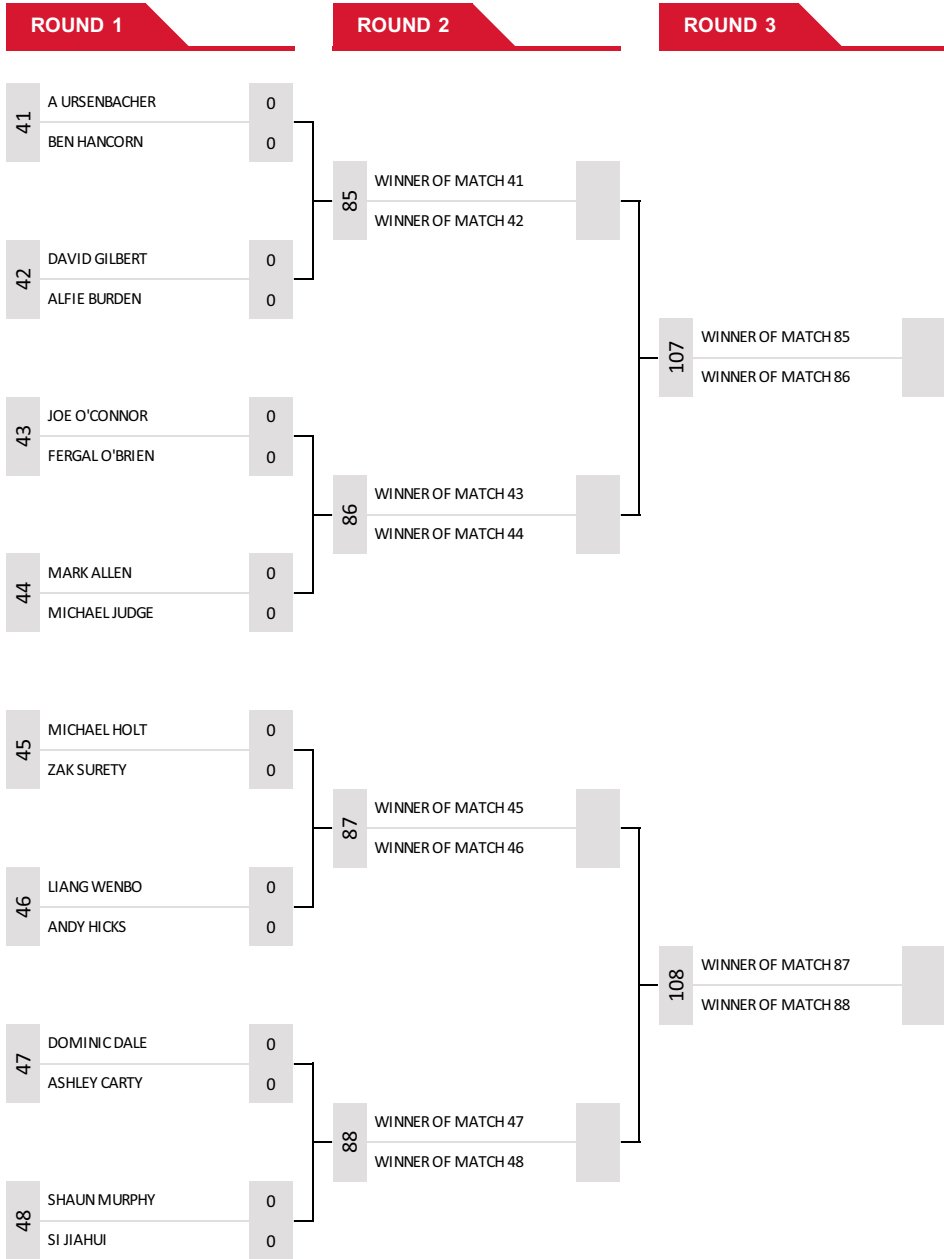 ROUND 1
ROUND 2
ROUND 3
41
A URSENBACHER 0
BEN HANCORN 0
85
WINNER OF MATCH 41
WINNER OF MATCH 42
42
DAVID GILBERT 0
ALFIE BURDEN 0
107
WINNER OF MATCH 85
WINNER OF MATCH 86
43
JOE O'CONNOR 0
FERGAL O'BRIEN 0
86
WINNER OF MATCH 43
WINNER OF MATCH 44
44
MARK ALLEN 0
MICHAEL JUDGE 0
45
MICHAEL HOLT 0
ZAK SURETY 0
87
WINNER OF MATCH 45
WINNER OF MATCH 46
46
LIANG WENBO 0
ANDY HICKS 0
108
WINNER OF MATCH 87
WINNER OF MATCH 88
47
DOMINIC DALE 0
ASHLEY CARTY 0
88
WINNER OF MATCH 47
WINNER OF MATCH 48
48
SHAUN MURPHY 0
SI JIAHUI 0